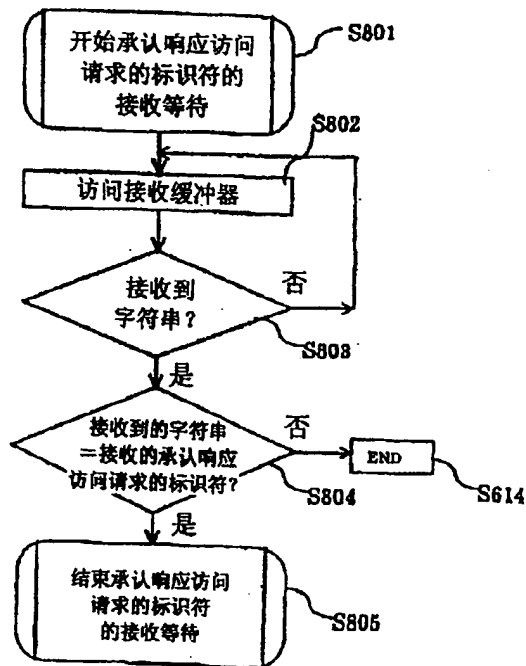 开始承认响应访问
请求的标识符的
接收等待
S801
S802
访问接收缓冲器
接收到
字符串？
否
S803
是
接收到的字符串
＝接收的承认响应
访问请求的标识符？
否
END
S804
S614
是
结束承认响应访问
请求的标识符
的接收等待
S805